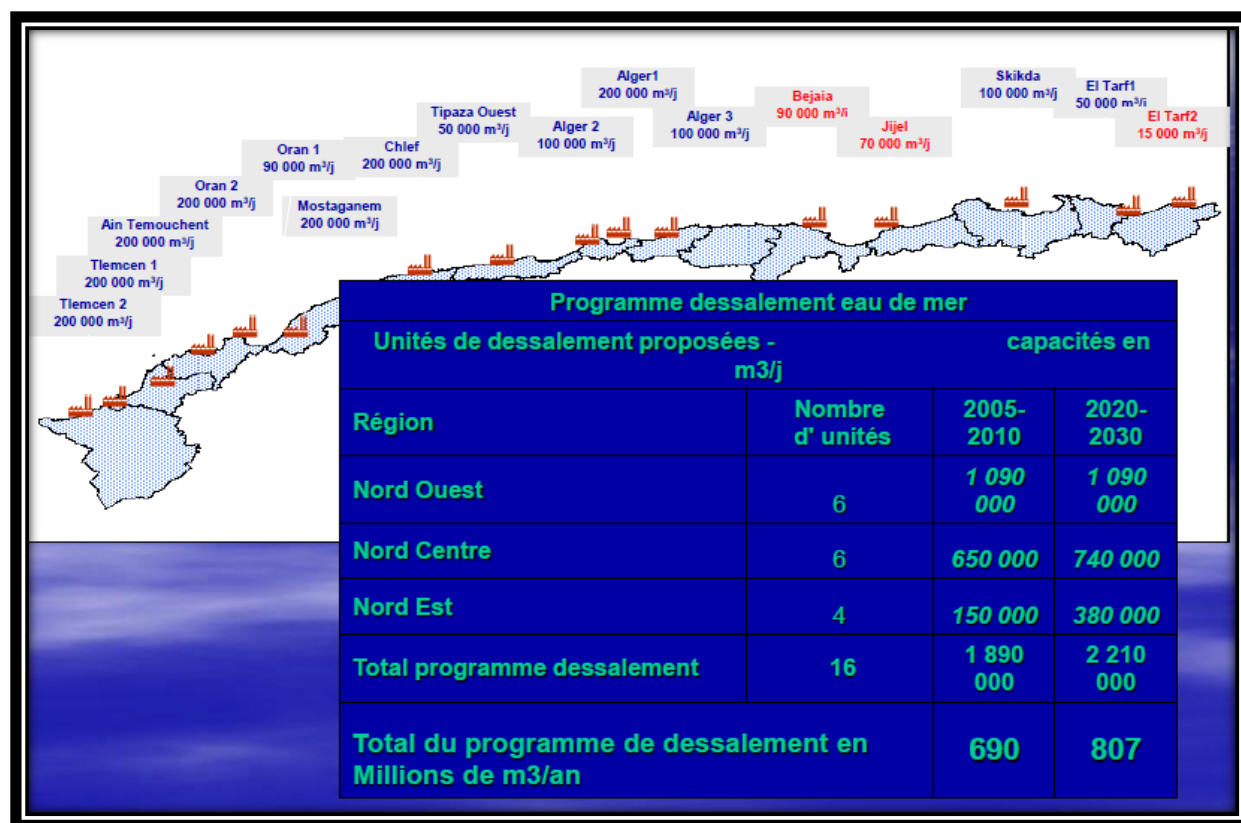 Alger1
200 000 m³/j
Skikda
100 000 m³/j
El Tarf1
50 000 m³/j
Bejaia
90 000 m³/j
Tipaza Ouest
50 000 m³/j
Alger 2
100 000 m³/j
Alger 3
100 000 m³/j
Jijel
70 000 m³/j
El Tarf2
15 000 m³/j
Oran 1
90 000 m³/j
Chlef
200 000 m³/j
Oran 2
200 000 m³/j
Mostaganem
200 000 m³/j
Ain Temouchent
200 000 m³/j
Tlemcen 1
200 000 m³/j
Tlemcen 2
200 000 m³/j
Programme dessalement eau de mer
Unités de dessalement proposées - capacités en
m3/j
Région Nombre d' unités 2005-2010 2020-2030
Nord Ouest 6 1 090 000 1 090 000
Nord Centre 6 650 000 740 000
Nord Est 4 150 000 380 000
Total programme dessalement 16 1 890 000 2 210 000
Total du programme de dessalement en
Millions de m3/an 690 807